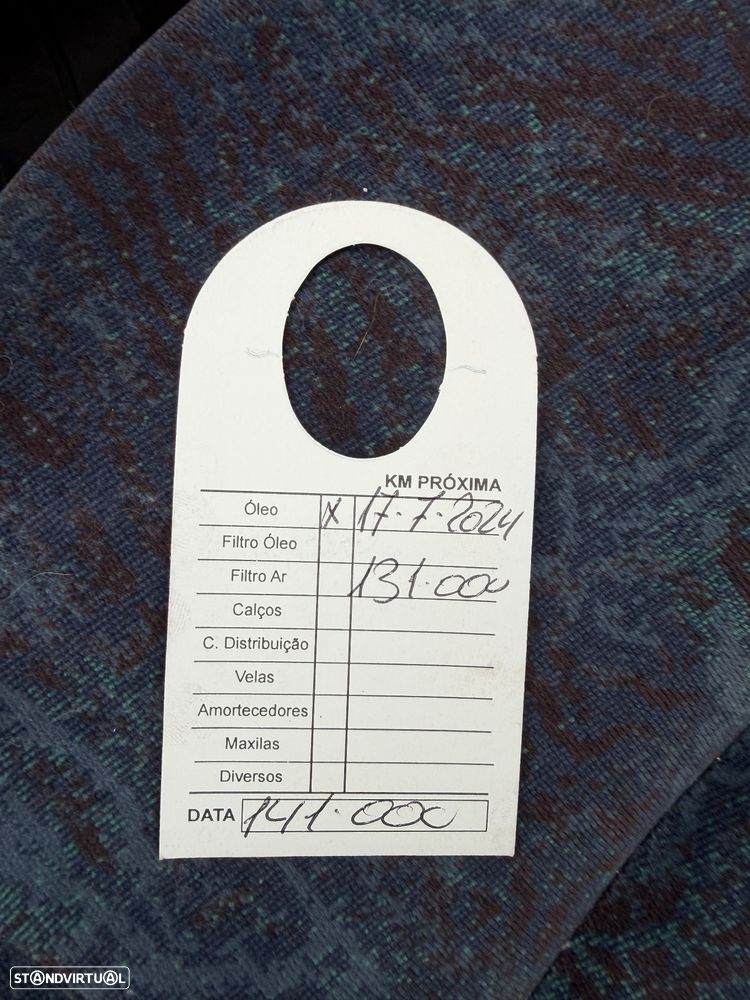 KM PRÓXIMA
Óleo X 17-7-2024
Filtro Óleo
Filtro Ar 131.000
Calços
C. Distribuição
Velas
Amortecedores
Maxilas
Diversos
DATA 141.000
STANDVIRTUAL